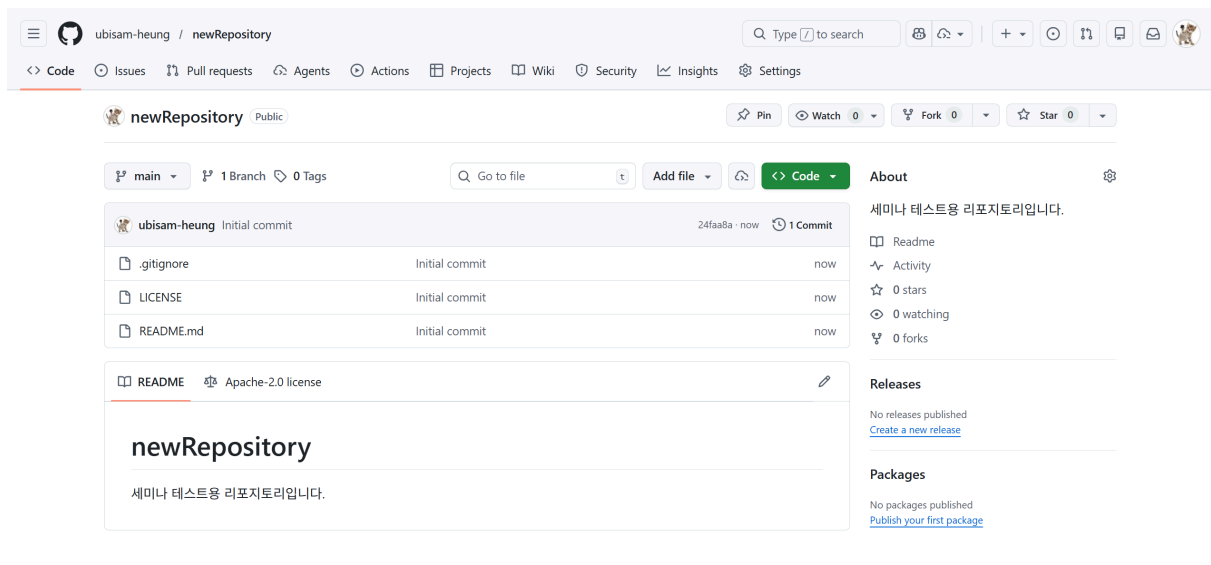 ubisam-heung / newRepository
Type / to search
Code Issues Pull requests Agents Actions Projects Wiki Security Insights Settings
newRepository Public
Pin Watch 0 Fork 0 Star 0
main 1 Branch 0 Tags
Go to file t Add file Code
ubisam-heung Initial commit 24faa8a · now 1 Commit
.gitignore Initial commit now
LICENSE Initial commit now
README.md Initial commit now
README Apache-2.0 license
newRepository
세미나 테스트용 리포지토리입니다.
About
세미나 테스트용 리포지토리입니다.
Readme
Activity
0 stars
0 watching
0 forks
Releases
No releases published
Create a new release
Packages
No packages published
Publish your first package